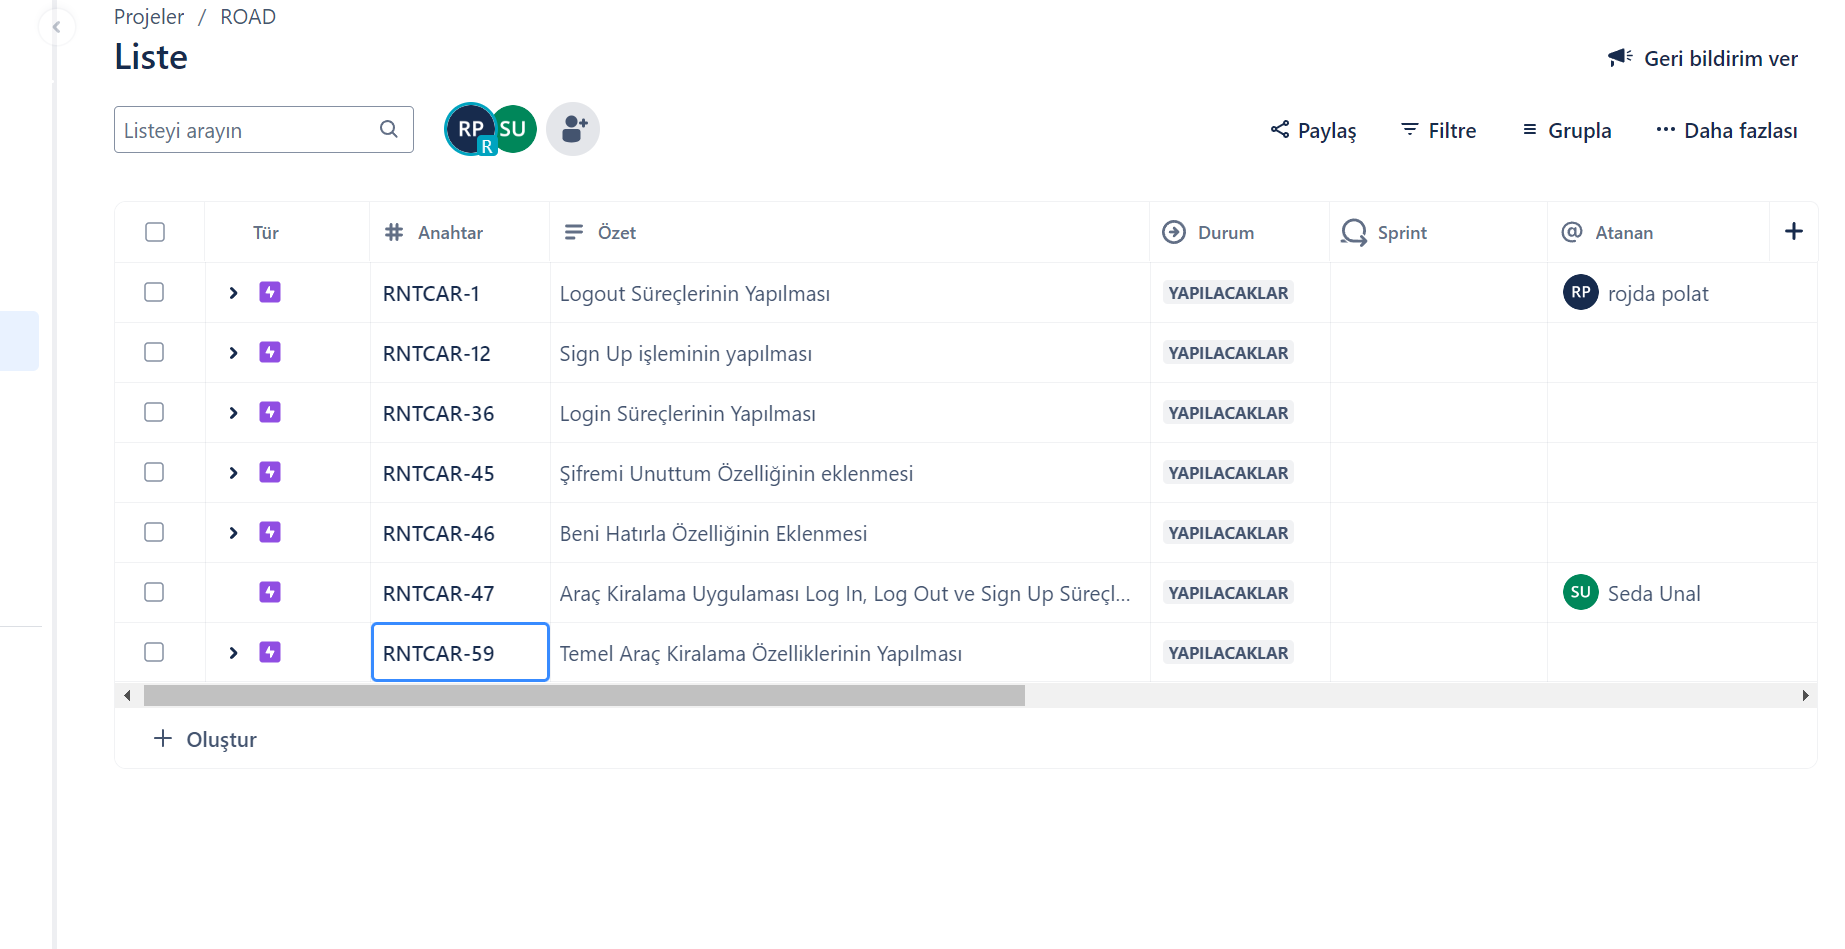 Projeler / ROAD
Liste
Geri bildirim ver
Listeyi arayın
RP
R
SU
Paylaş
Filtre
Grupla
Daha fazlası
Tür Anahtar Özet Durum Sprint Atanan
RNTCAR-1 Logout Süreçlerinin Yapılması YAPILACAKLAR RP rojda polat
RNTCAR-12 Sign Up işleminin yapılması YAPILACAKLAR
RNTCAR-36 Login Süreçlerinin Yapılması YAPILACAKLAR
RNTCAR-45 Şifremi Unuttum Özelliğinin eklenmesi YAPILACAKLAR
RNTCAR-46 Beni Hatırla Özelliğinin Eklenmesi YAPILACAKLAR
RNTCAR-47 Araç Kiralama Uygulaması Log In, Log Out ve Sign Up Süreçl... YAPILACAKLAR SU Seda Unal
RNTCAR-59 Temel Araç Kiralama Özelliklerinin Yapılması YAPILACAKLAR
+ Oluştur